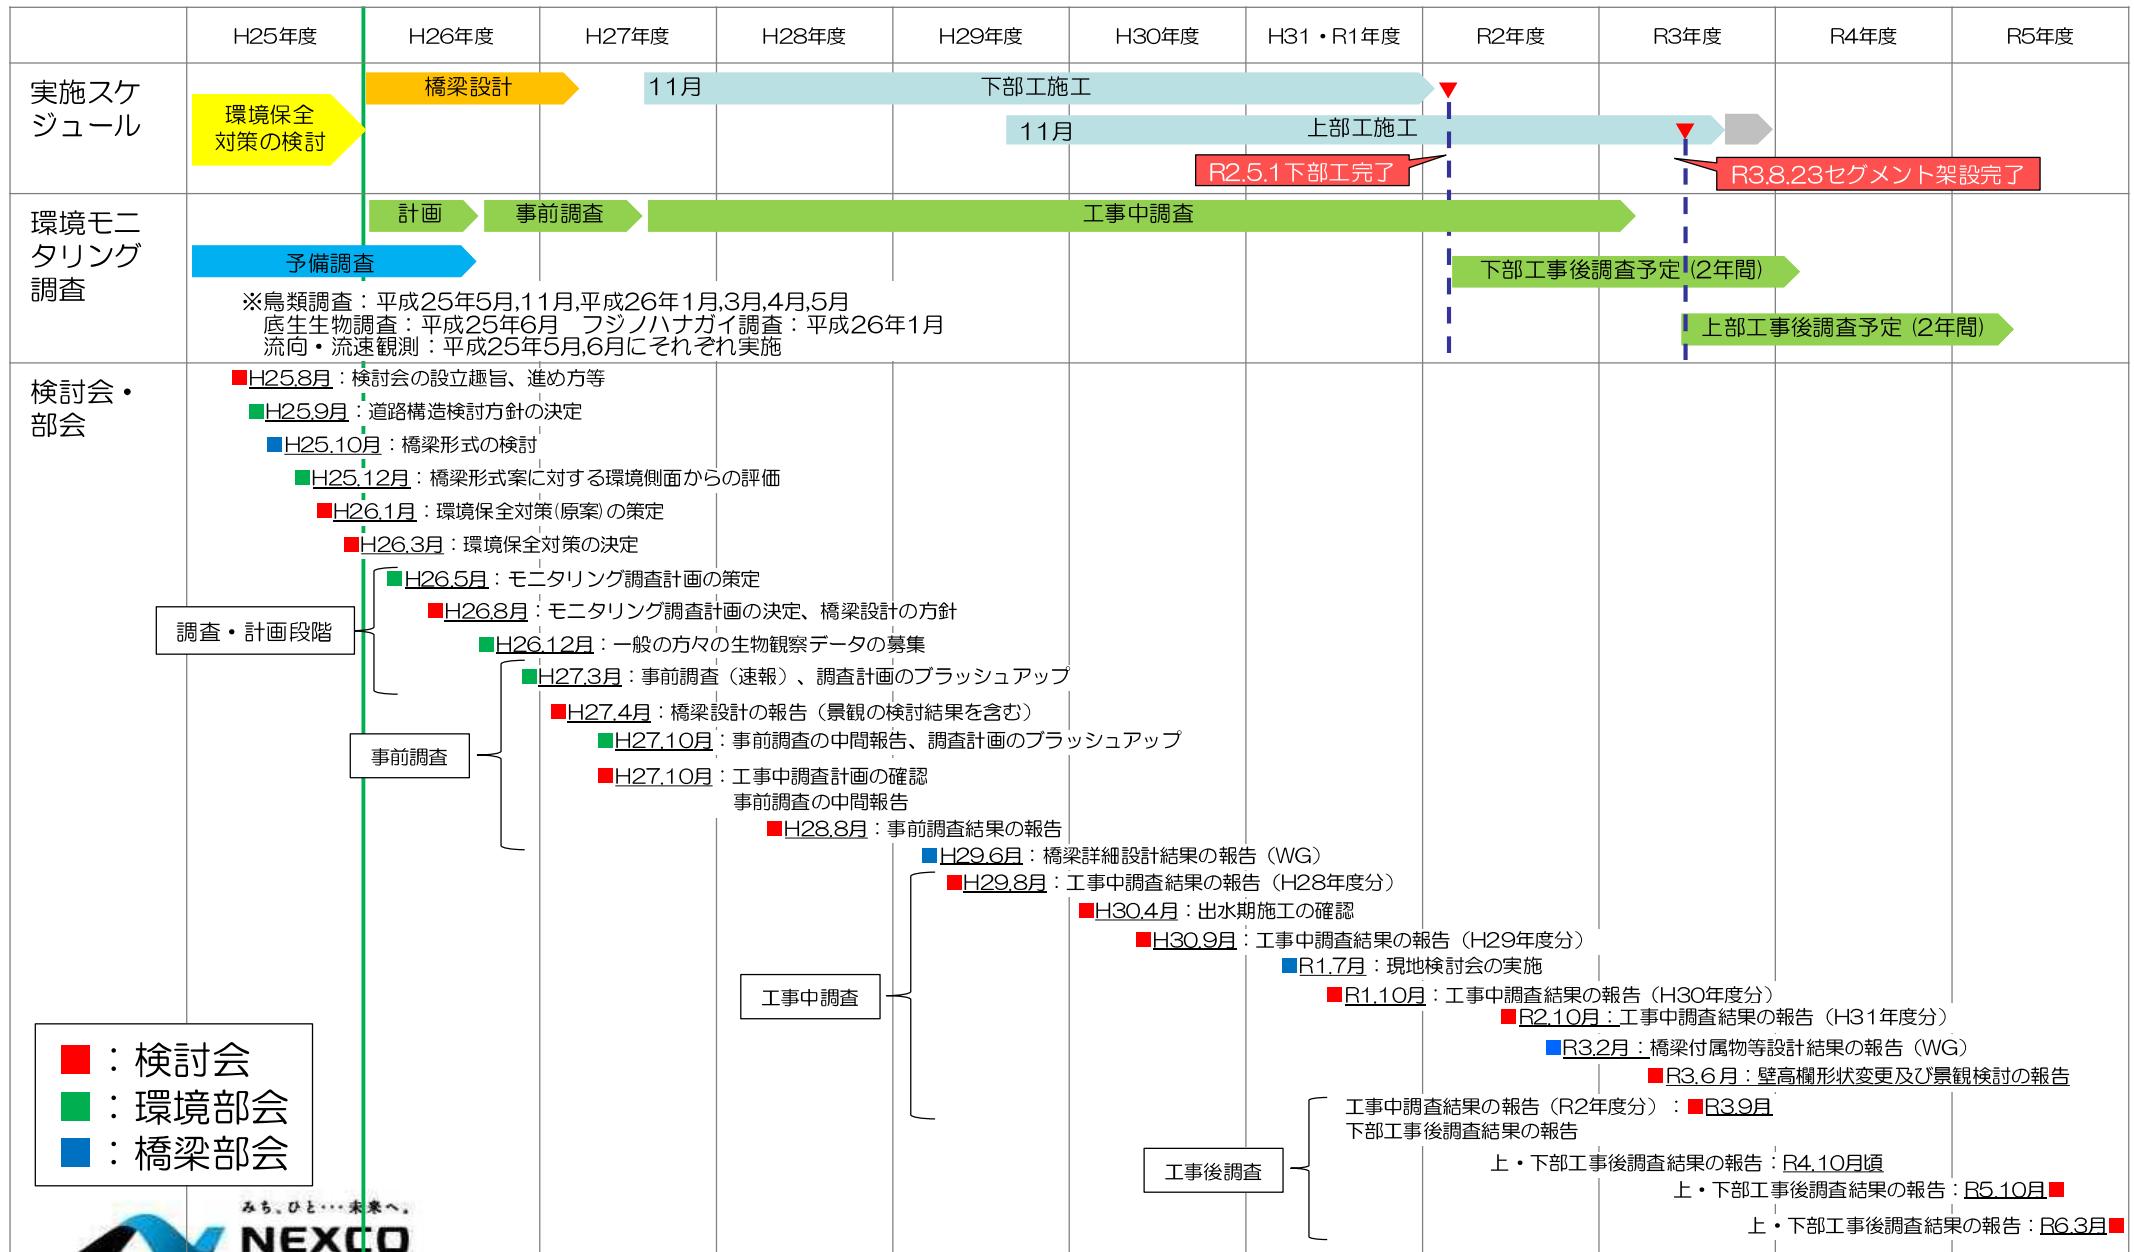 H25年度 H26年度 H27年度 H28年度 H29年度 H30年度 H31・R1年度 R2年度 R3年度 R4年度 R5年度
実施スケ
ジュール
環境保全
対策の検討
橋梁設計
11月 下部工施工
11月 上部工施工
R2.5.1下部工完了
R3.8.23セグメント架設完了
環境モニ
タリング
調査
計画
事前調査
工事中調査
予備調査
下部工事後調査予定 (2年間)
上部工事後調査予定 (2年間)
※鳥類調査：平成25年5月,11月,平成26年1月,3月,4月,5月
底生生物調査：平成25年6月　フジノハナガイ調査：平成26年1月
流向・流速観測：平成25年5月,6月にそれぞれ実施
検討会・
部会
H25.8月：検討会の設立趣旨、進め方等
H25.9月：道路構造検討方針の決定
H25.10月：橋梁形式の検討
H25.12月：橋梁形式案に対する環境側面からの評価
H26.1月：環境保全対策(原案)の策定
H26.3月：環境保全対策の決定
H26.5月：モニタリング調査計画の策定
H26.8月：モニタリング調査計画の決定、橋梁設計の方針
調査・計画段階
H26.12月：一般の方々の生物観察データの募集
H27.3月：事前調査（速報）、調査計画のブラッシュアップ
H27.4月：橋梁設計の報告（景観の検討結果を含む）
H27.10月：事前調査の中間報告、調査計画のブラッシュアップ
事前調査
H27.10月：工事中調査計画の確認
事前調査の中間報告
H28.8月：事前調査結果の報告
H29.6月：橋梁詳細設計結果の報告（WG）
H29.8月：工事中調査結果の報告（H28年度分）
H30.4月：出水期施工の確認
H30.9月：工事中調査結果の報告（H29年度分）
R1.7月：現地検討会の実施
工事中調査
R1.10月：工事中調査結果の報告（H30年度分）
R2.10月：工事中調査結果の報告（H31年度分）
R3.2月：橋梁付属物等設計結果の報告（WG）
R3.6月：壁高欄形状変更及び景観検討の報告
工事中調査結果の報告（R2年度分）：R3.9月
下部工事後調査結果の報告
工事後調査
上・下部工事後調査結果の報告：R4.10月頃
上・下部工事後調査結果の報告：R5.10月
上・下部工事後調査結果の報告：R6.3月
：検討会
：環境部会
：橋梁部会
みち、ひと…未来へ。
NEXCO